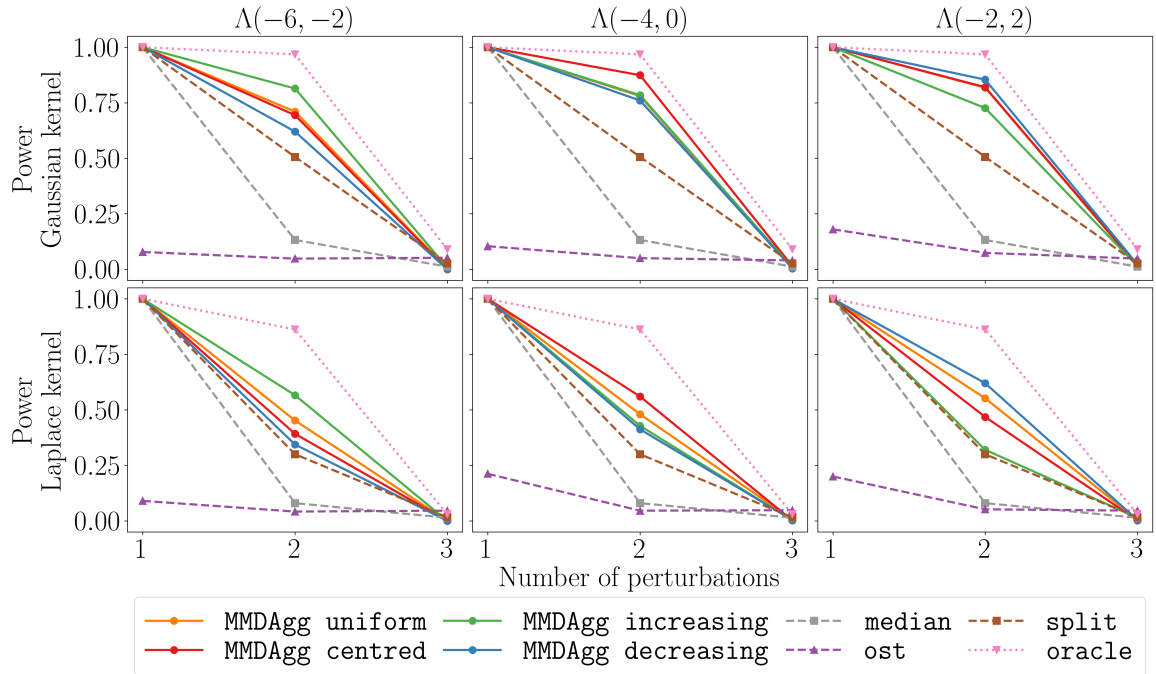 Λ(−6, −2) Λ(−4, 0) Λ(−2, 2)
Power
Gaussian kernel
1.00
0.75
0.50
0.25
0.00
Power
Laplace kernel
1.00
0.75
0.50
0.25
0.00
1 2 3 1 2 3 1 2 3
Number of perturbations
MMDAgg uniform MMDAgg increasing median split
MMDAgg centred MMDAgg decreasing ost oracle